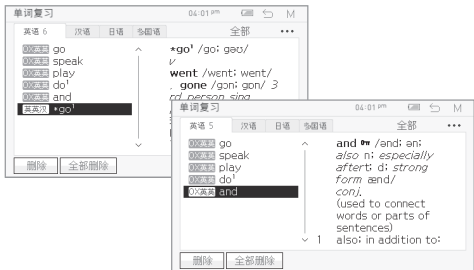 单词复习 04:01 pm M
英语 6 汉语 日语 多国语 全部 •••
OX英英 go
OX英英 speak
OX英英 play
OX英英 do¹
OX英英 and
英英汉 *go¹
*go¹ /go; gəʊ/
v
went /wɛnt; went/
, gone /gɔn; gɒn/ 3
rd person sing
删除 全部删除
单词复习 04:01 pm M
英语 5 汉语 日语 多国语 全部 •••
OX英英 go
OX英英 speak
OX英英 play
OX英英 do¹
OX英英 and
and /ənd; ən;
also n; especially
after t; d; strong
form ænd/
conj.
(used to connect
words or parts of
sentences)
1 also; in addition to:
删除 全部删除